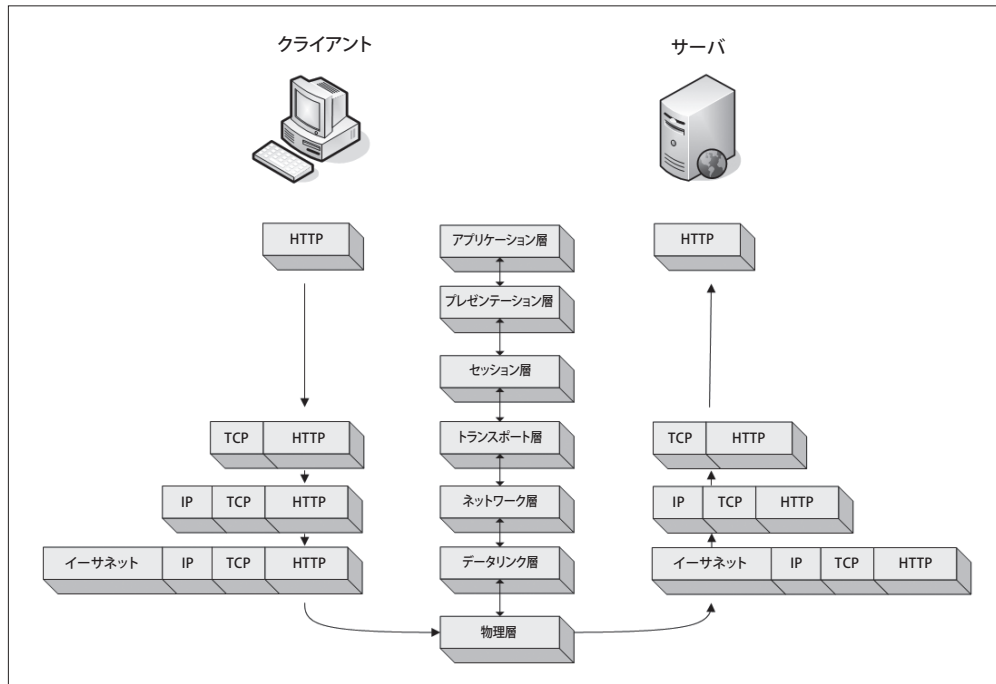 クライアント
サーバ
HTTP
アプリケーション層
HTTP
プレゼンテーション層
セッション層
TCP HTTP
トランスポート層
TCP HTTP
IP TCP HTTP
ネットワーク層
IP TCP HTTP
イーサネット IP TCP HTTP
データリンク層
イーサネット IP TCP HTTP
物理層